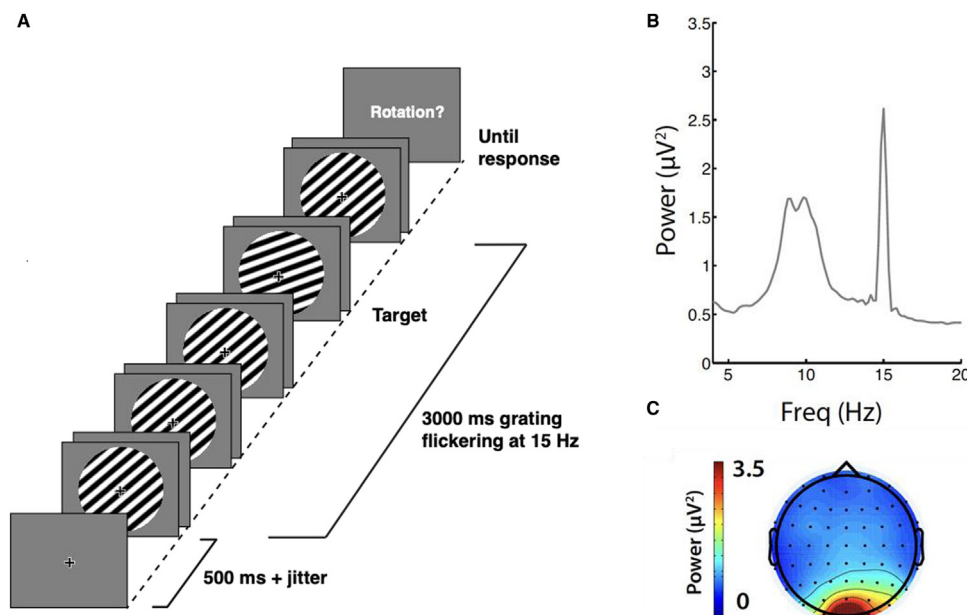 A
Rotation?
Until
response
Target
3000 ms grating
flickering at 15 Hz
500 ms + jitter
B
Power (µV²)
3.5
3
2.5
2
1.5
1
0.5
0
5
10
15
20
Freq (Hz)
C
Power (µV²)
3.5
0